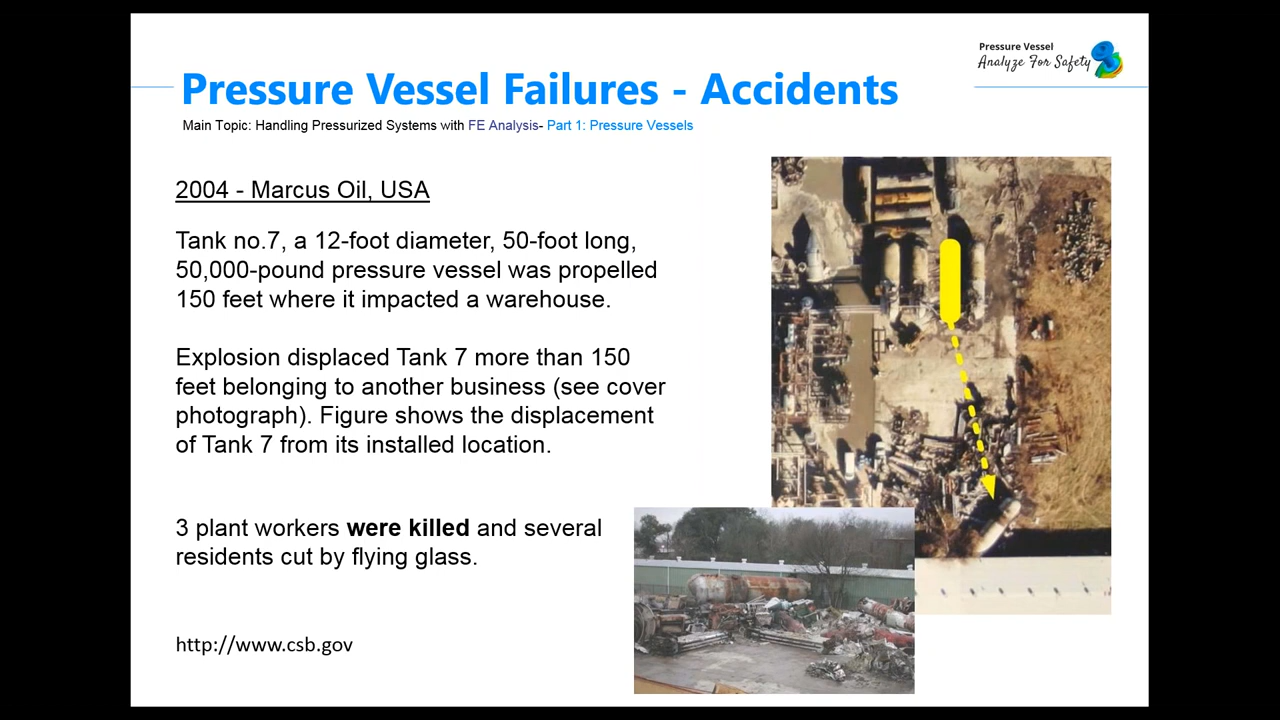 Pressure Vessel
Analyze For Safety
Pressure Vessel Failures - Accidents
Main Topic: Handling Pressurized Systems with FE Analysis- Part 1: Pressure Vessels
2004 - Marcus Oil, USA
Tank no.7, a 12-foot diameter, 50-foot long,
50,000-pound pressure vessel was propelled
150 feet where it impacted a warehouse.
Explosion displaced Tank 7 more than 150
feet belonging to another business (see cover
photograph). Figure shows the displacement
of Tank 7 from its installed location.
3 plant workers were killed and several
residents cut by flying glass.
http://www.csb.gov